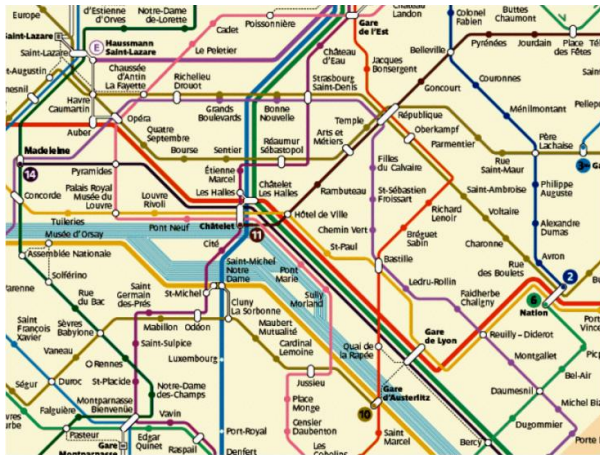 Europe
d'Estienne
d'Orves
Notre-Dame-
de-Lorette
Cadet
Poissonnière
Gare
de l'Est
Château
Landon
Colonel
Fabien
Buttes
Chaumont
Saint-Lazare
Saint-Lazare
E
Haussmann
Saint-Lazare
Le Peletier
Château
d'Eau
Belleville
Pyrénées
Jourdain
Place
des Fêtes
St-Augustin
Chaussée
d'Antin
La Fayette
Richelieu
Drouot
Strasbourg
Saint-Denis
Jacques
Bonsergent
Goncourt
Couronnes
Havre
Caumartin
Auber
Opéra
Grands
Boulevards
Bonne
Nouvelle
Temple
République
Ménilmontant
Quatre
Septembre
Bourse
Sentier
Réaumur
Sébastopol
Arts et
Métiers
Oberkampf
Parmentier
Père
Lachaise
Madeleine
14
Pyramides
Étienne
Marcel
Les Halles
Châtelet
Les Halles
Filles
du Calvaire
Rue
Saint-Maur
Concorde
Palais Royal
Musée du
Louvre
Louvre
Rivoli
Rambuteau
St-Sébastien
Froissart
Saint-Ambroise
Philippe
Auguste
Tuileries
Pont Neuf
Châtelet
11
Hôtel de Ville
Richard
Lenoir
Voltaire
Alexandre
Dumas
Musée d'Orsay
Cité
Chemin Vert
St-Paul
Bréguet
Sabin
Charonne
Avron
Assemblée Nationale
Saint-Michel
Notre Dame
Pont
Marie
Bastille
Rue
des Boulets
2
Solférino
Saint
Germain
des-Prés
St-Michel
Sully
Morland
Ledru-Rollin
Faidherbe
Chaligny
6
Nation
Rue
du Bac
Cluny
La Sorbonne
Saint
François
Xavier
Sèvres
Babylone
Mabillon
Odéon
Maubert
Mutualité
Quai de
la Rapée
Gare
de Lyon
Reuilly – Diderot
Vaneau
Saint-Sulpice
Cardinal
Lemoine
Montgallet
Rennes
Luxembourg
Bel-Air
Ségur
Duroc
St-Placide
Notre-Dame
des-Champs
Jussieu
10
Gare
d'Austerlitz
Daumesnil
Falguière
Montparnasse
Bienvenüe
Vavin
Place
Monge
Dugommier
Pasteur
Edgar
Quinet
Port-Royal
Censier
Daubenton
Saint
Marcel
Bercy
Gare
Montparnasse
Raspail
Denfert
Les
Gobelins